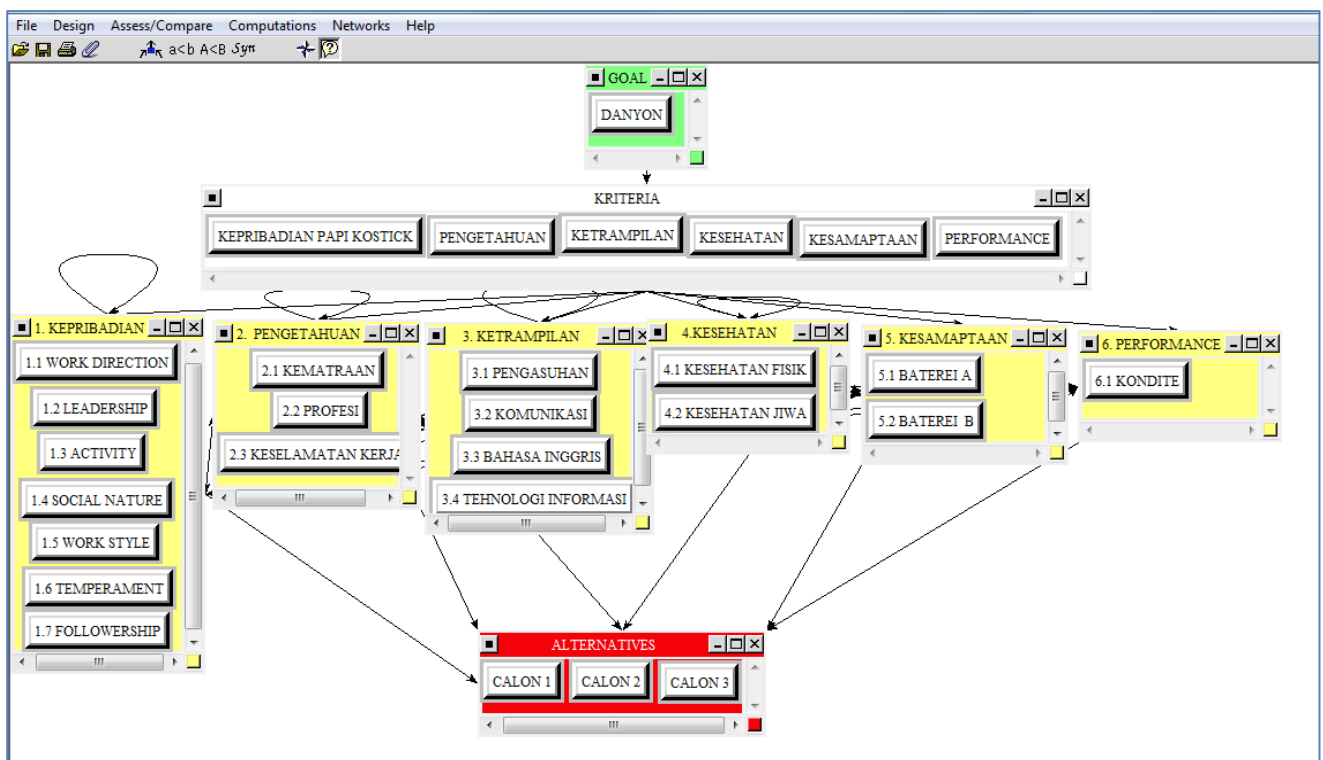 File Design Assess/Compare Computations Networks Help
a<b A<B Syn
GOAL
DANYON
KRITERIA
KEPRIBADIAN PAPI KOSTICK PENGETAHUAN KETRAMPILAN KESEHATAN KESAMAPTAAN PERFORMANCE
1. KEPRIBADIAN
1.1 WORK DIRECTION
1.2 LEADERSHIP
1.3 ACTIVITY
1.4 SOCIAL NATURE
1.5 WORK STYLE
1.6 TEMPERAMENT
1.7 FOLLOWERSHIP
2. PENGETAHUAN
2.1 KEMATRAAN
2.2 PROFESI
2.3 KESELAMATAN KERJA
3. KETRAMPILAN
3.1 PENGASUHAN
3.2 KOMUNIKASI
3.3 BAHASA INGGRIS
3.4 TEHNOLOGI INFORMASI
4.KESEHATAN
4.1 KESEHATAN FISIK
4.2 KESEHATAN JIWA
5. KESAMAPTAAN
5.1 BATEREI A
5.2 BATEREI B
6. PERFORMANCE
6.1 KONDITE
ALTERNATIVES
CALON 1 CALON 2 CALON 3